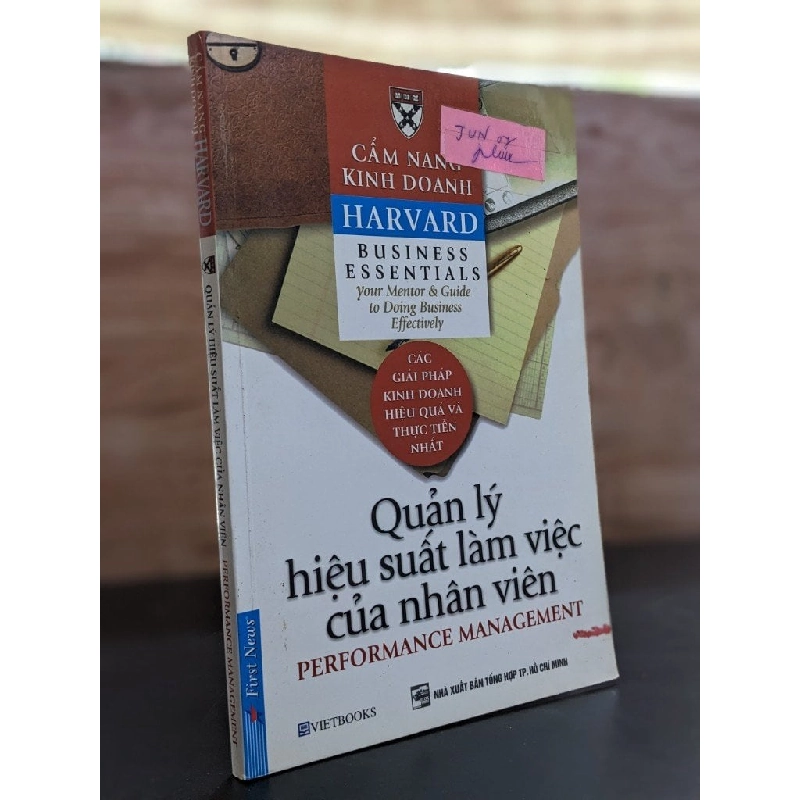 CẨM NANG
KINH DOANH
HARVARD
BUSINESS
ESSENTIALS
your Mentor & Guide
to Doing Business
Effectively
CÁC
GIẢI PHÁP
KINH DOANH
HIỆU QUẢ VÀ
THỰC TIỄN
NHẤT
Quản lý
hiệu suất làm việc
của nhân viên
PERFORMANCE MANAGEMENT
VIETBOOKS
NHÀ XUẤT BẢN TỔNG HỢP TP. HỒ CHÍ MINH
CẨM NANG HARVARD
QUẢN LÝ HIỆU SUẤT LÀM VIỆC CỦA NHÂN VIÊN - PERFORMANCE MANAGEMENT
First News